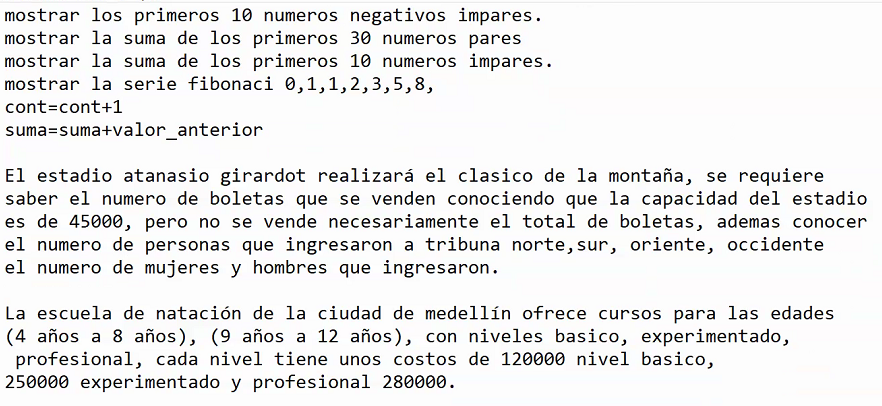 mostrar los primeros 10 numeros negativos impares.
mostrar la suma de los primeros 30 numeros pares
mostrar la suma de los primeros 10 numeros impares.
mostrar la serie fibonaci 0,1,1,2,3,5,8,
cont=cont+1
suma=suma+valor_anterior

El estadio atanasio girardot realizará el clasico de la montaña, se requiere
saber el numero de boletas que se venden conociendo que la capacidad del estadio
es de 45000, pero no se vende necesariamente el total de boletas, ademas conocer
el numero de personas que ingresaron a tribuna norte,sur, oriente, occidente
el numero de mujeres y hombres que ingresaron.

La escuela de natación de la ciudad de medellín ofrece cursos para las edades
(4 años a 8 años), (9 años a 12 años), con niveles basico, experimentado,
 profesional, cada nivel tiene unos costos de 120000 nivel basico,
250000 experimentado y profesional 280000.